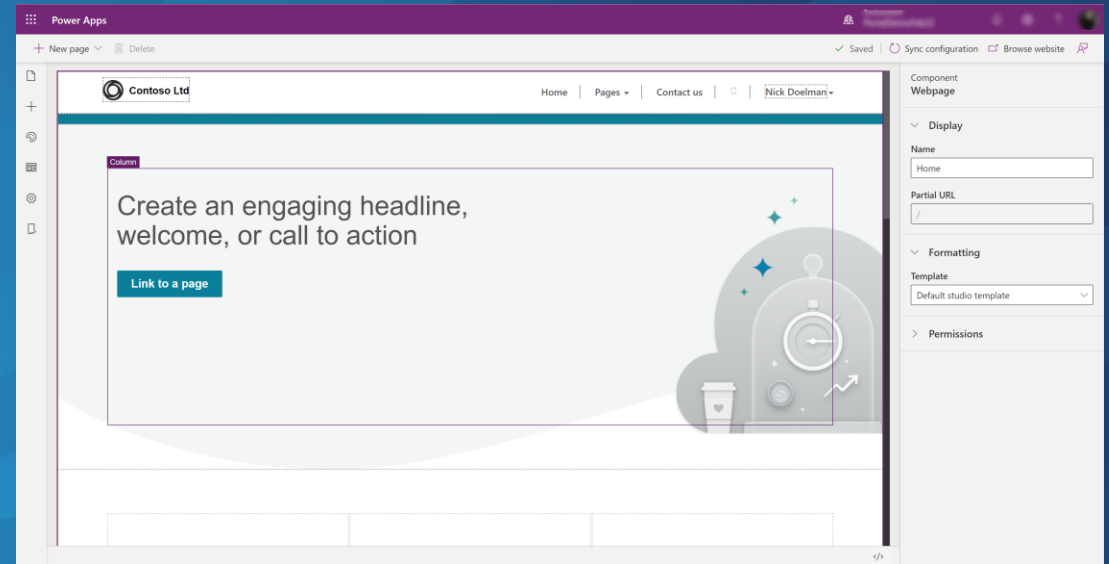 Power Apps
New page
Delete
Saved
Sync configuration
Browse website
Contoso Ltd
Home
Pages
Contact us
Nick Doelman
Column
Create an engaging headline,
welcome, or call to action
Link to a page
Component
Webpage
Display
Name
Home
Partial URL
/
Formatting
Template
Default studio template
Permissions
</>